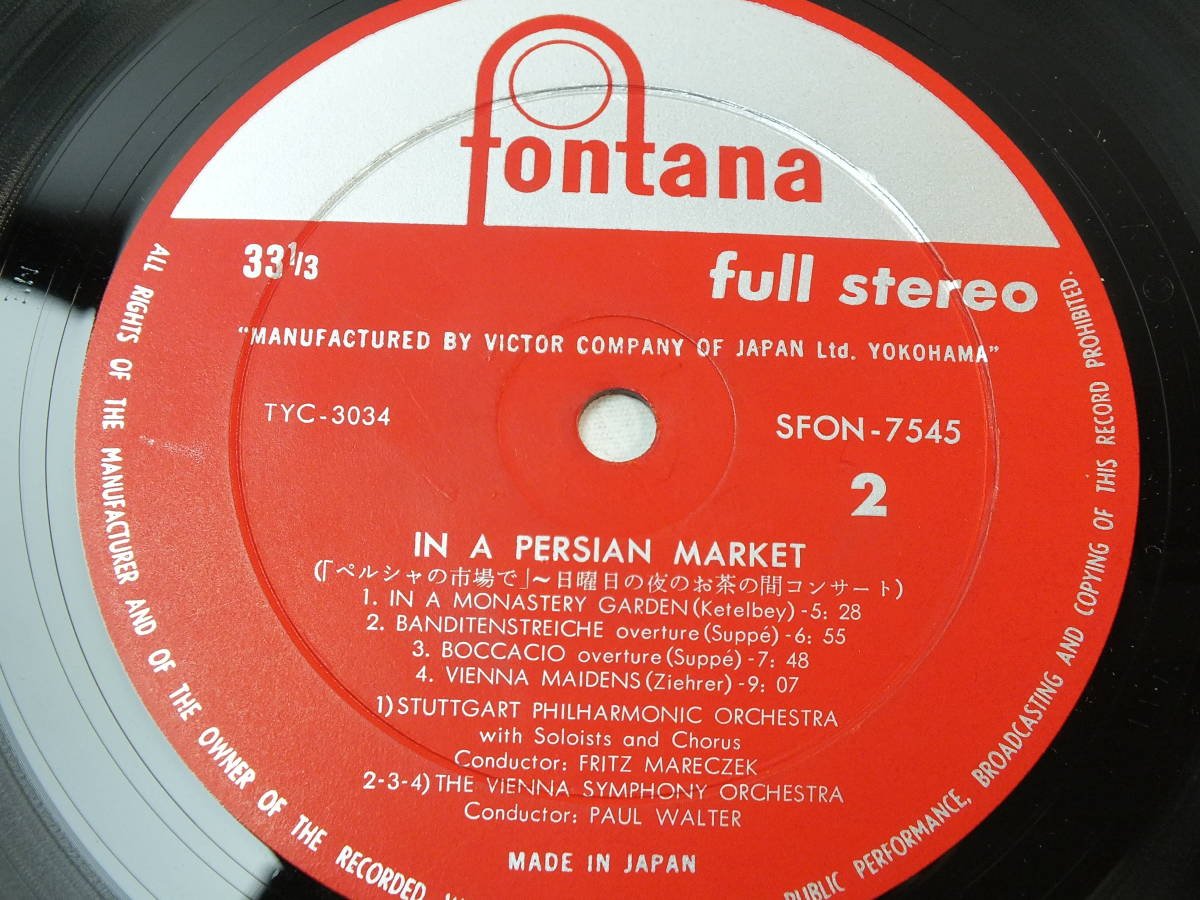 fontana
33 1/3
full stereo
"MANUFACTURED BY VICTOR COMPANY OF JAPAN Ltd. YOKOHAMA"
TYC-3034
SFON-7545
2
IN A PERSIAN MARKET
(「ペルシャの市場で」~日曜日の夜のお茶の間コンサート)
1. IN A MONASTERY GARDEN (Ketelbey) -5: 28
2. BANDITENSTREICHE overture (Suppé) -6: 55
3. BOCCACIO overture (Suppé) -7: 48
4. VIENNA MAIDENS (Ziehrer) -9: 07
1) STUTTGART PHILHARMONIC ORCHESTRA
with Soloists and Chorus
Conductor: FRITZ MARECZEK
2-3-4) THE VIENNA SYMPHONY ORCHESTRA
Conductor: PAUL WALTER
MADE IN JAPAN
ALL RIGHTS OF THE MANUFACTURER AND OF THE OWNER OF THE RECORDED
PUBLIC PERFORMANCE, BROADCASTING AND COPYING OF THIS RECORD PROHIBITED.